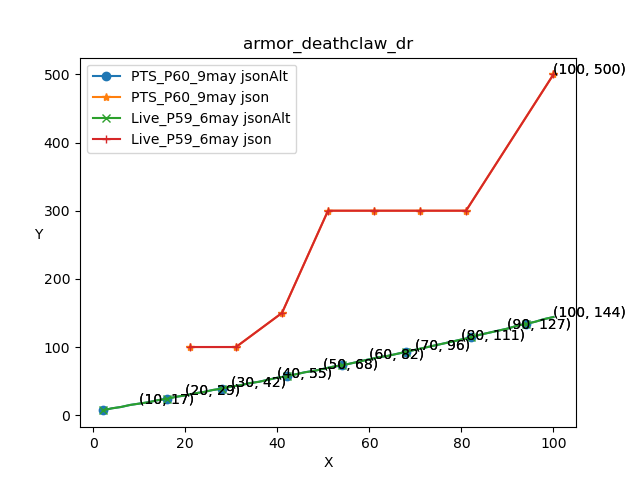 armor_deathclaw_dr
PTS_P60_9may jsonAlt
PTS_P60_9may json
Live_P59_6may jsonAlt
Live_P59_6may json
Y
500
400
300
200
100
0
(100, 500)
(100, 144)
(90, 127)
(80, 111)
(70, 96)
(60, 82)
(50, 68)
(40, 55)
(30, 42)
(20, 29)
(10, 17)
0 20 40 60 80 100
X